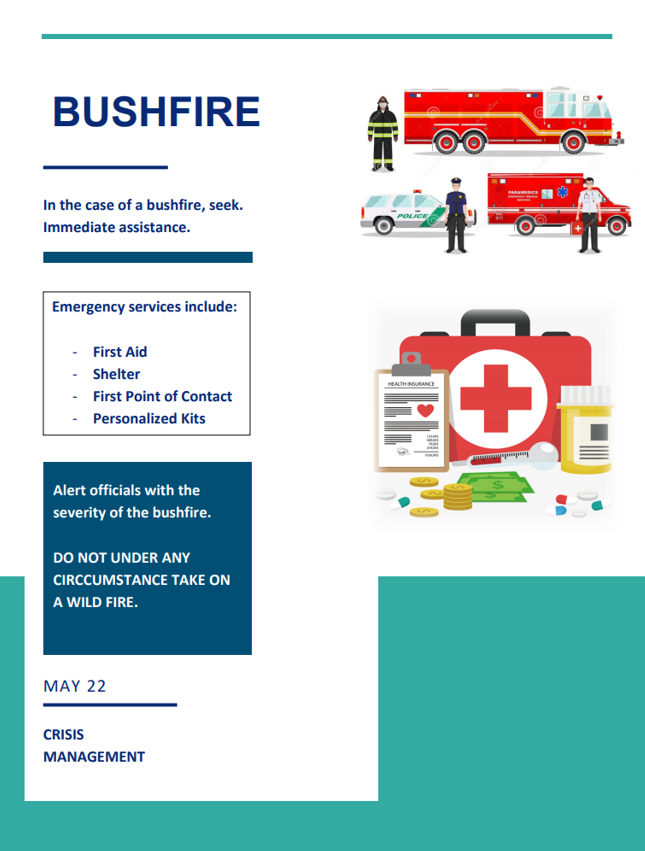 BUSHFIRE
In the case of a bushfire, seek.
Immediate assistance.
Emergency services include:
- First Aid
- Shelter
- First Point of Contact
- Personalized Kits
Alert officials with the
severity of the bushfire.
DO NOT UNDER ANY
CIRCCUMSTANCE TAKE ON
A WILD FIRE.
MAY 22
CRISIS
MANAGEMENT
POLICE
PARAMEDICS
HEALTH INSURANCE